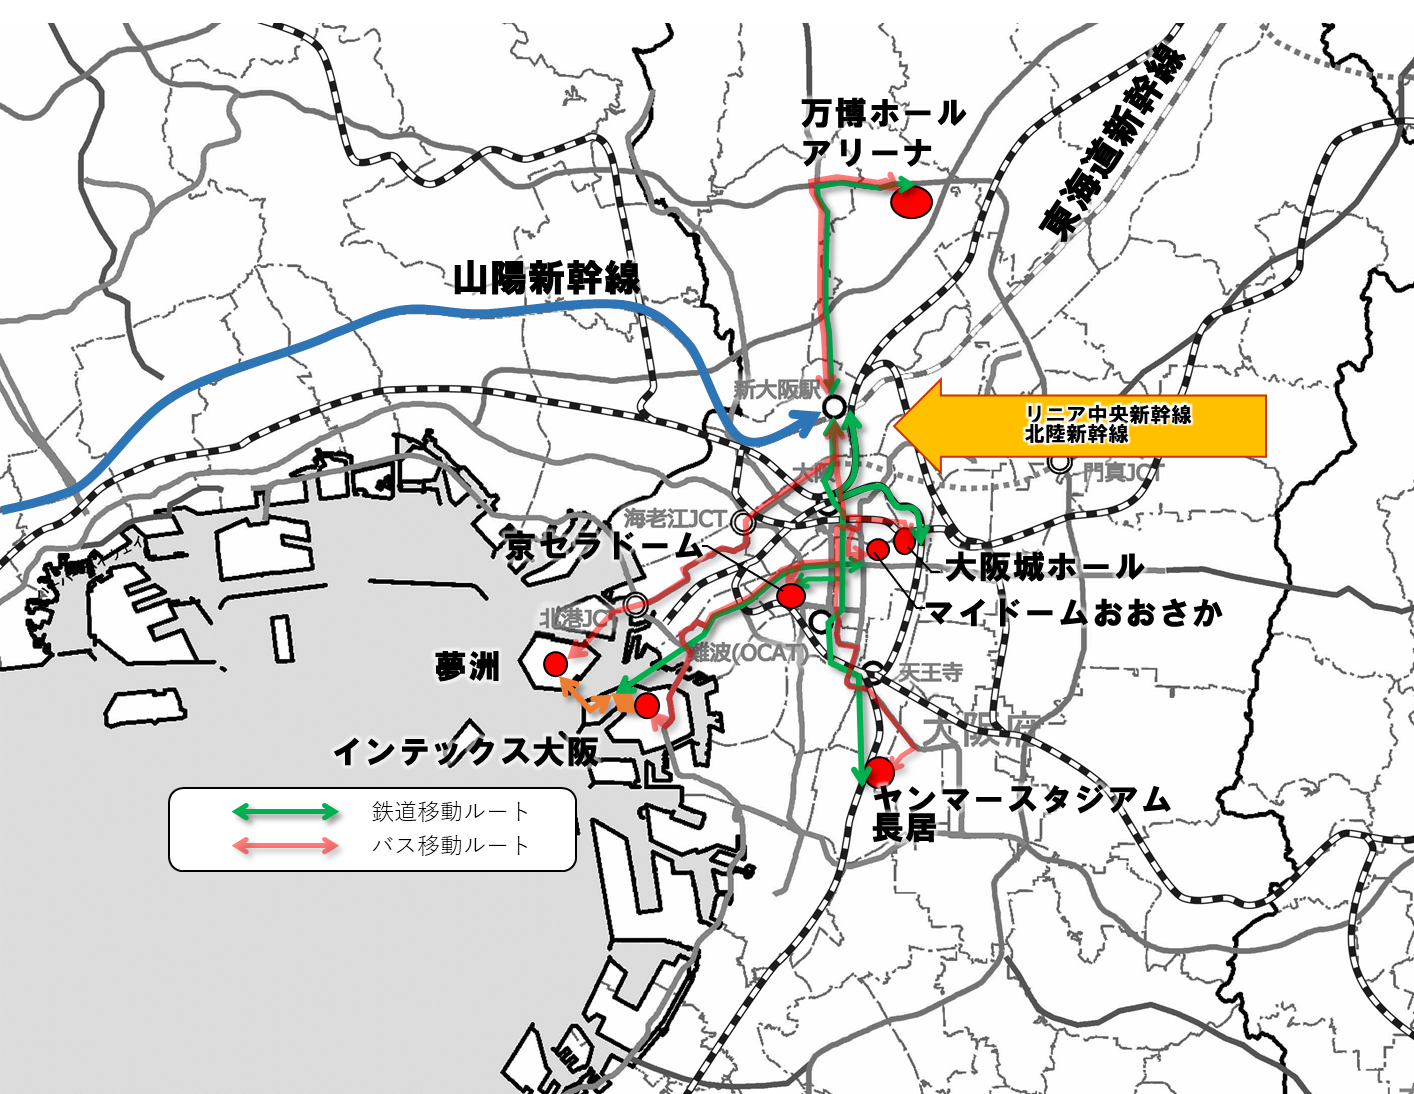 万博ホール
アリーナ
東海道新幹線
山陽新幹線
新大阪駅
リニア中央新幹線
北陸新幹線
門真JCT
海老江JCT
京セラドーム
大阪城ホール
マイドームおおさか
北港JCT
夢洲
難波(OCAT)
天王寺
大阪府
インテックス大阪
ヤンマースタジアム
長居
鉄道移動ルート
バス移動ルート